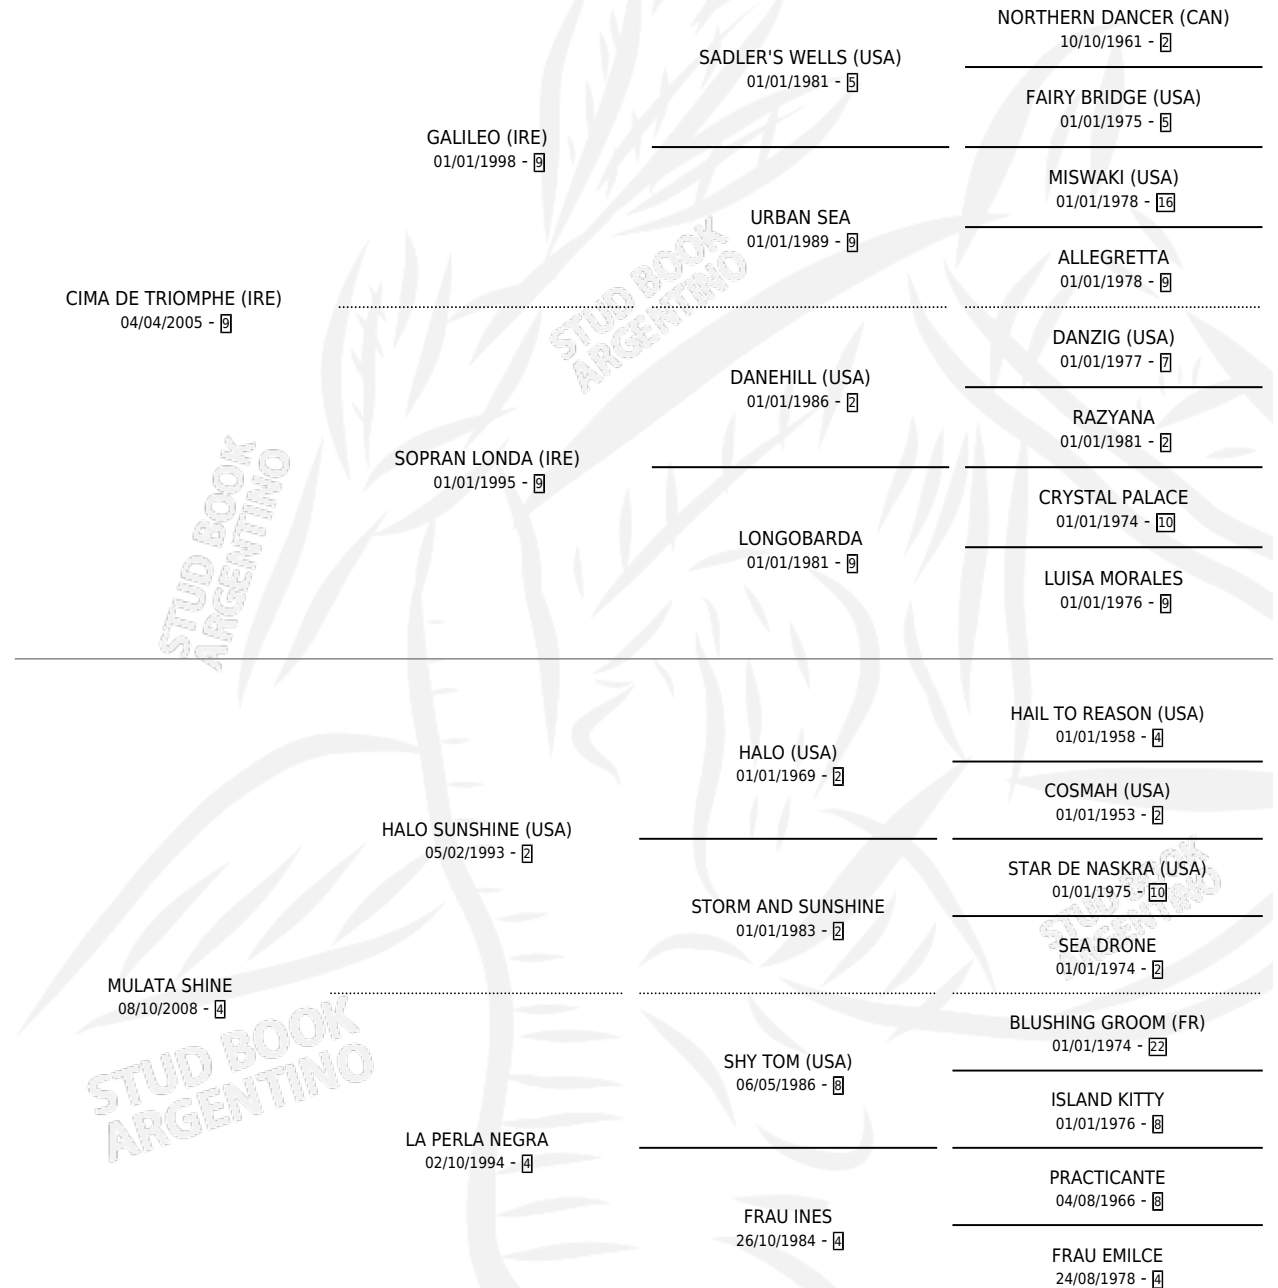 NORTHERN DANCER (CAN)
10/10/1961 - 2
SADLER'S WELLS (USA)
01/01/1981 - 5
FAIRY BRIDGE (USA)
01/01/1975 - 5
GALILEO (IRE)
01/01/1998 - 9
MISWAKI (USA)
01/01/1978 - 16
URBAN SEA
01/01/1989 - 9
ALLEGRETTA
01/01/1978 - 9
CIMA DE TRIOMPHE (IRE)
04/04/2005 - 9
DANZIG (USA)
01/01/1977 - 7
DANEHILL (USA)
01/01/1986 - 2
RAZYANA
01/01/1981 - 2
SOPRAN LONDA (IRE)
01/01/1995 - 9
CRYSTAL PALACE
01/01/1974 - 10
LONGOBARDA
01/01/1981 - 9
LUISA MORALES
01/01/1976 - 9
STUD BOOK
ARGENTINO
STUD BOOK
ARGENTINO
HAIL TO REASON (USA)
01/01/1958 - 4
HALO (USA)
01/01/1969 - 2
COSMAH (USA)
01/01/1953 - 2
HALO SUNSHINE (USA)
05/02/1993 - 2
STAR DE NASKRA (USA)
01/01/1975 - 10
STORM AND SUNSHINE
01/01/1983 - 2
SEA DRONE
01/01/1974 - 2
STUD BOOK
ARGENTINO
MULATA SHINE
08/10/2008 - 4
BLUSHING GROOM (FR)
01/01/1974 - 22
SHY TOM (USA)
06/05/1986 - 8
ISLAND KITTY
01/01/1976 - 8
STUD BOOK
ARGENTINO
LA PERLA NEGRA
02/10/1994 - 4
PRACTICANTE
04/08/1966 - 8
FRAU INES
26/10/1984 - 4
FRAU EMILCE
24/08/1978 - 4